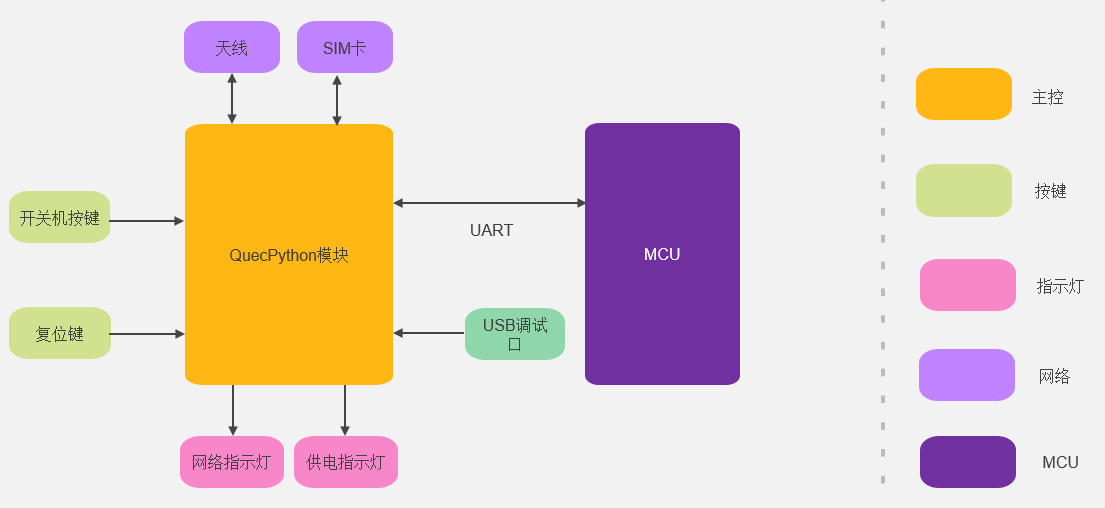 天线
SIM卡
主控
开关机按键
按键
UART
QuecPython模块
MCU
指示灯
复位键
USB调试
口
网络
网络指示灯
供电指示灯
MCU